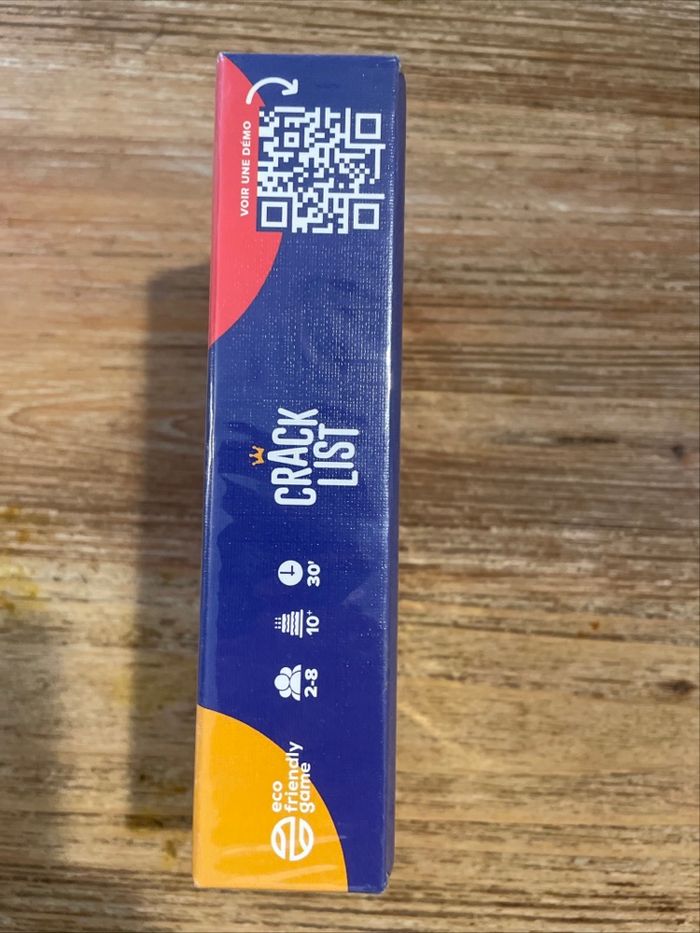 eco
friendly
game
2-8
10+
30'
CRACK
LIST
VOIR UNE DÉMO